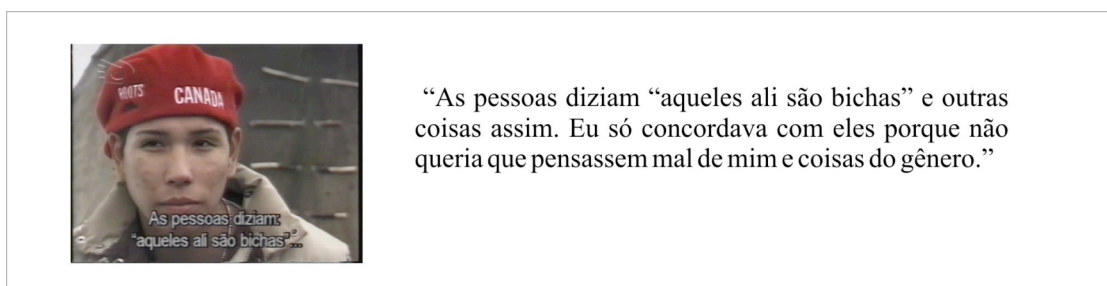 ROOTS
CANADA
As pessoas diziam:
"aqueles ali são bichas"...
“As pessoas diziam “aqueles ali são bichas” e outras
coisas assim. Eu só concordava com eles porque não
queria que pensassem mal de mim e coisas do gênero.”